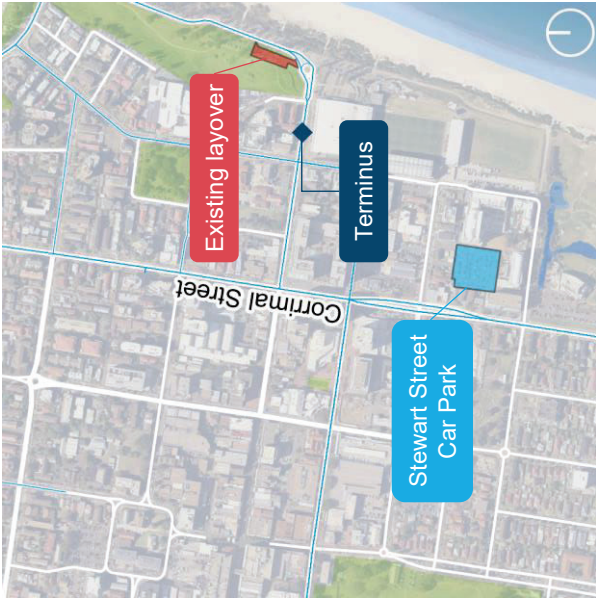 Existing layover
Terminus
Corrimal Street
Stewart Street
Car Park